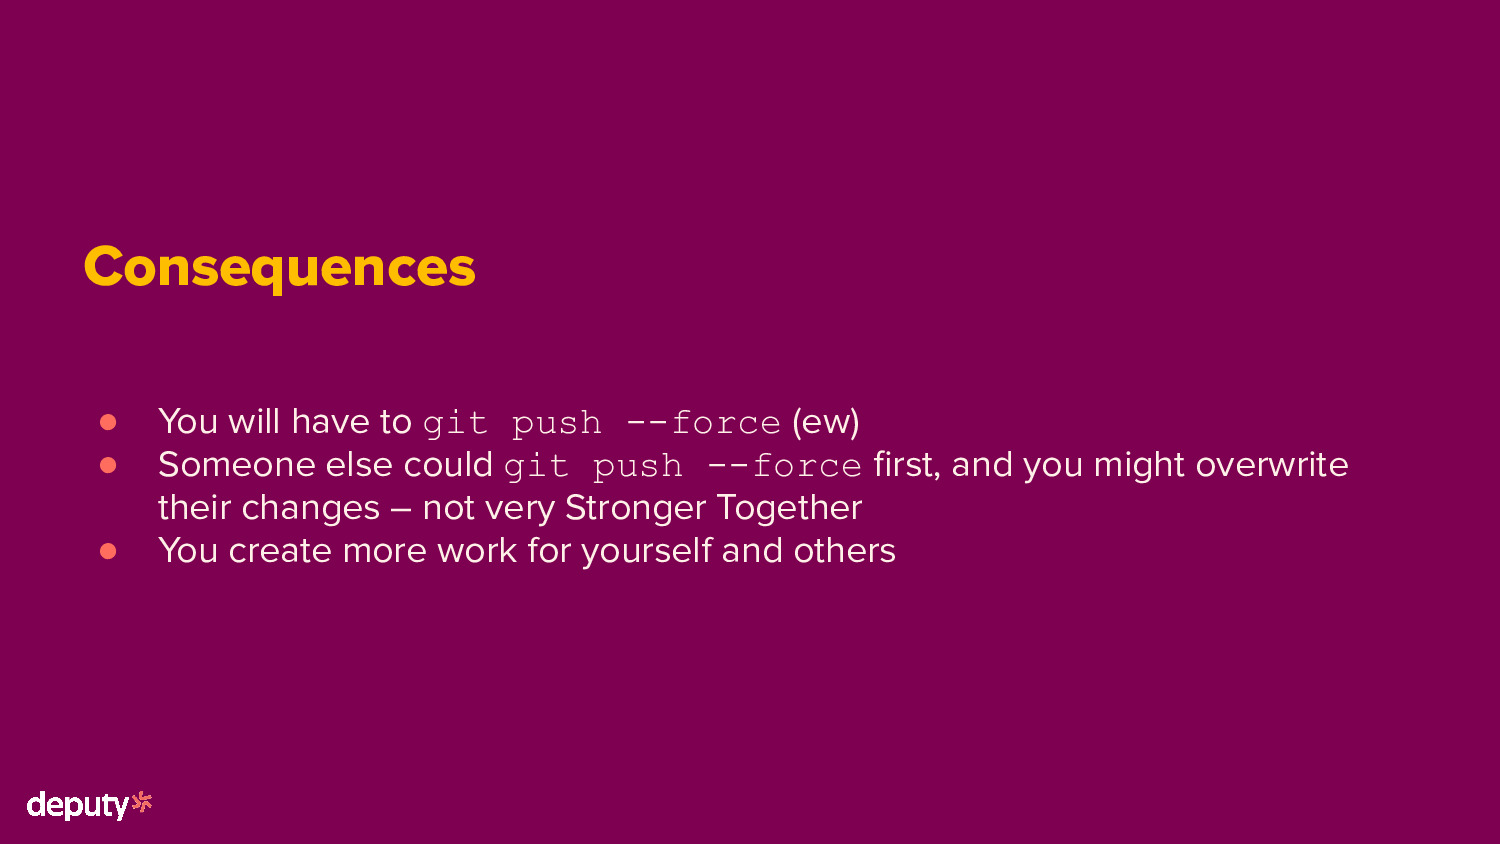 Consequences
● You will have to git push --force (ew)
● Someone else could git push --force first, and you might overwrite
their changes – not very Stronger Together
● You create more work for yourself and others
deputy